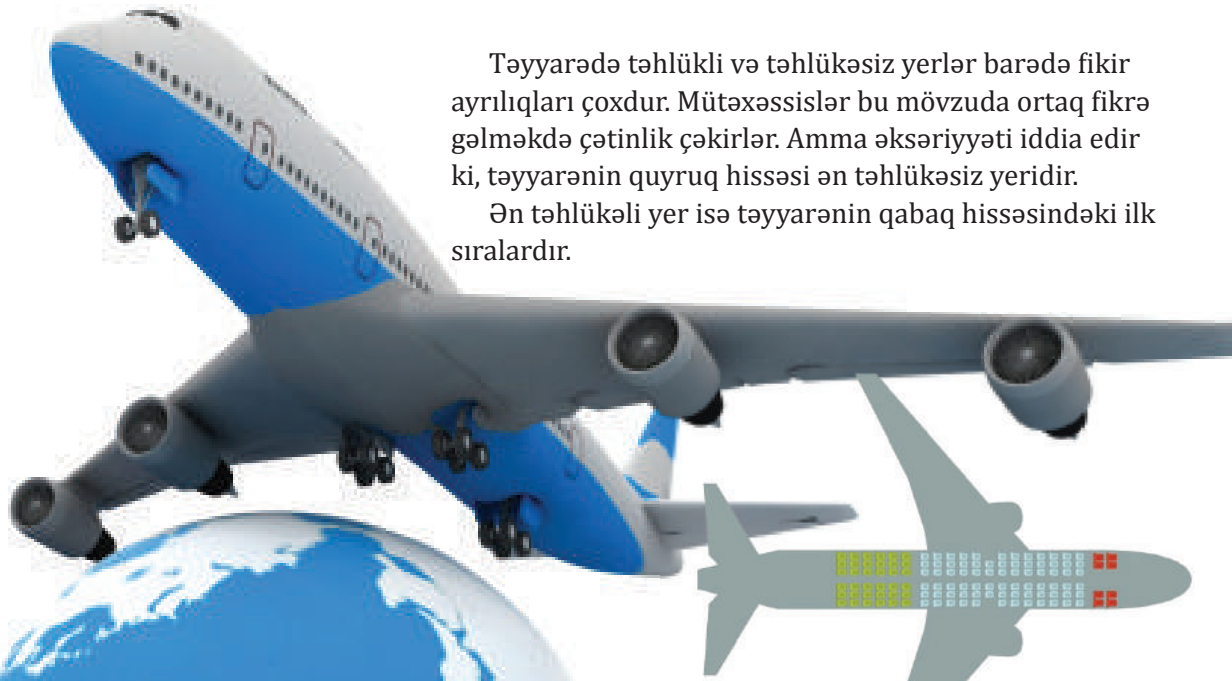 Təyyarədə təhlükli və təhlükəsiz yerlər barədə fikir
ayrılıqları çoxdur. Mütəxəssislər bu mövzuda ortaq fikrə
gəlməkdə çətinlik çəkirlər. Amma əksəriyyəti iddia edir
ki, təyyarənin quyruq hissəsi ən təhlükəsiz yeridir.
Ən təhlükəli yer isə təyyarənin qabaq hissəsindəki ilk
sıralardır.